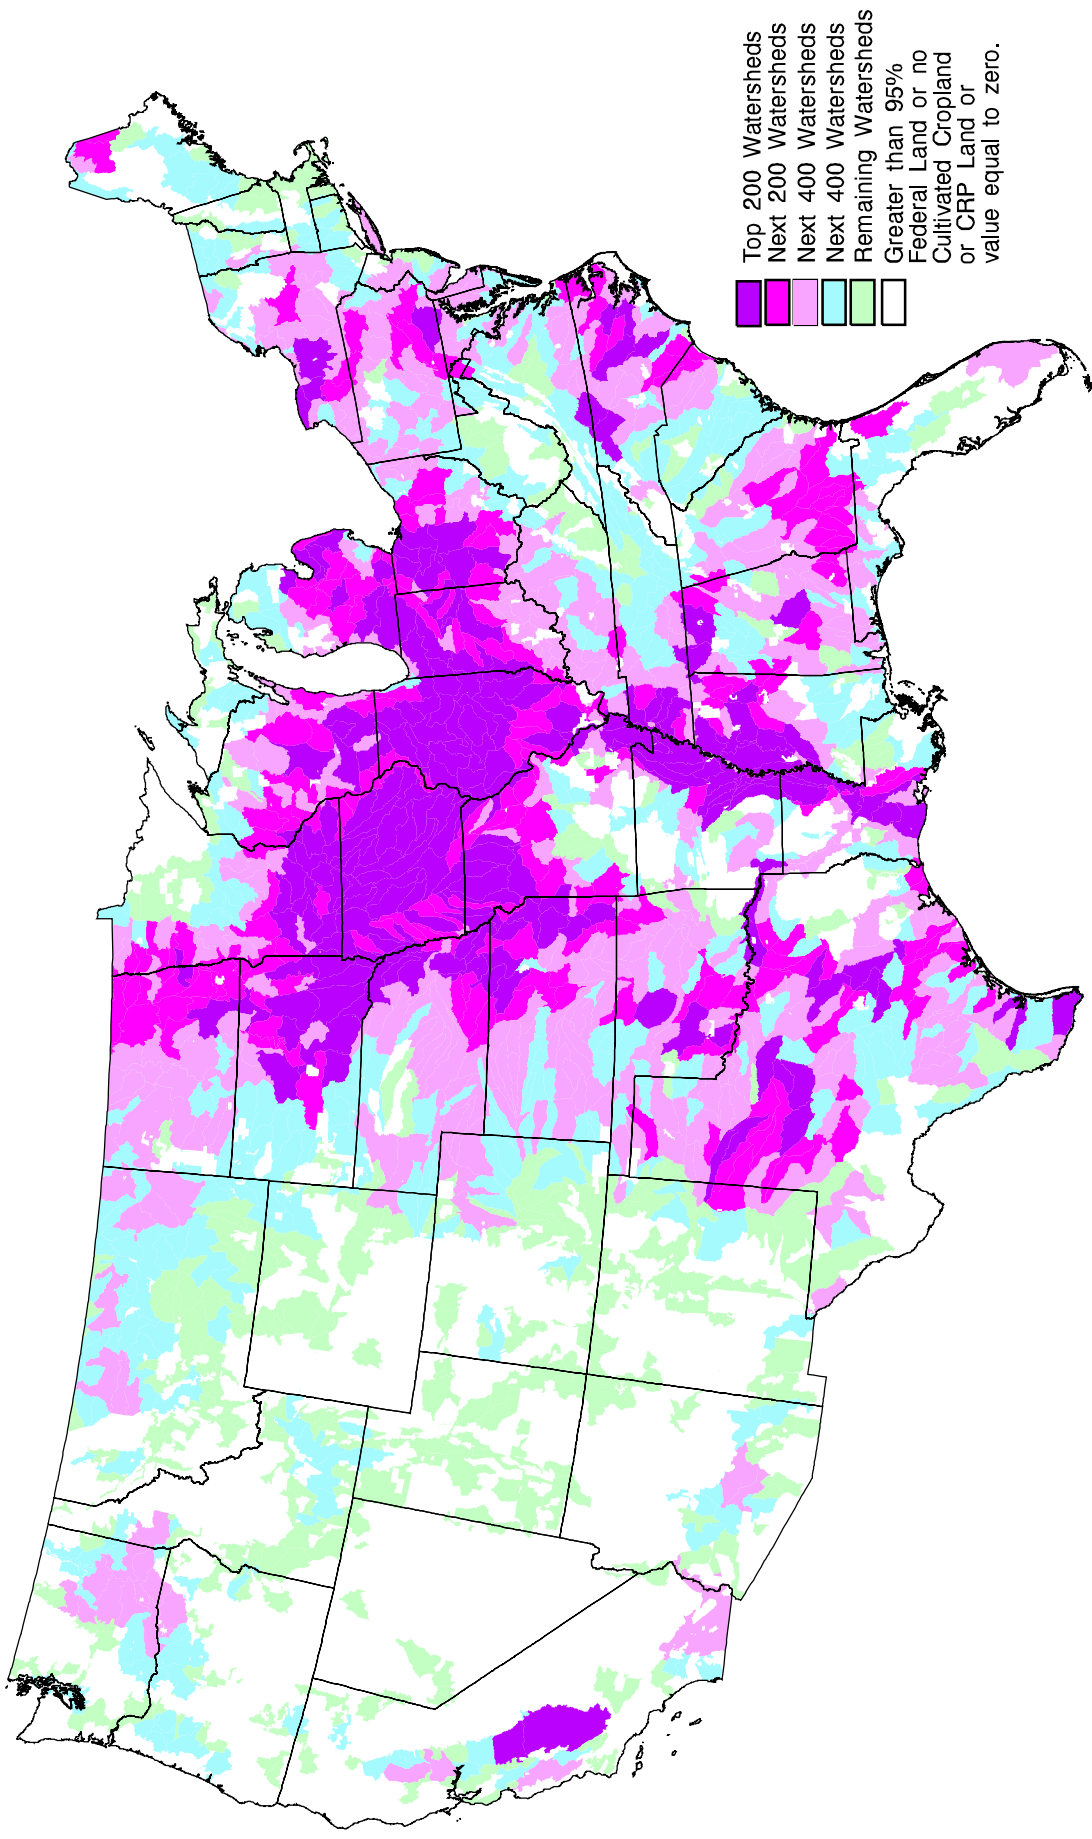 Top 200 Watersheds
Next 200 Watersheds
Next 400 Watersheds
Next 400 Watersheds
Remaining Watersheds
Greater than 95%
Federal Land or no
Cultivated Cropland
or CRP Land or
value equal to zero.